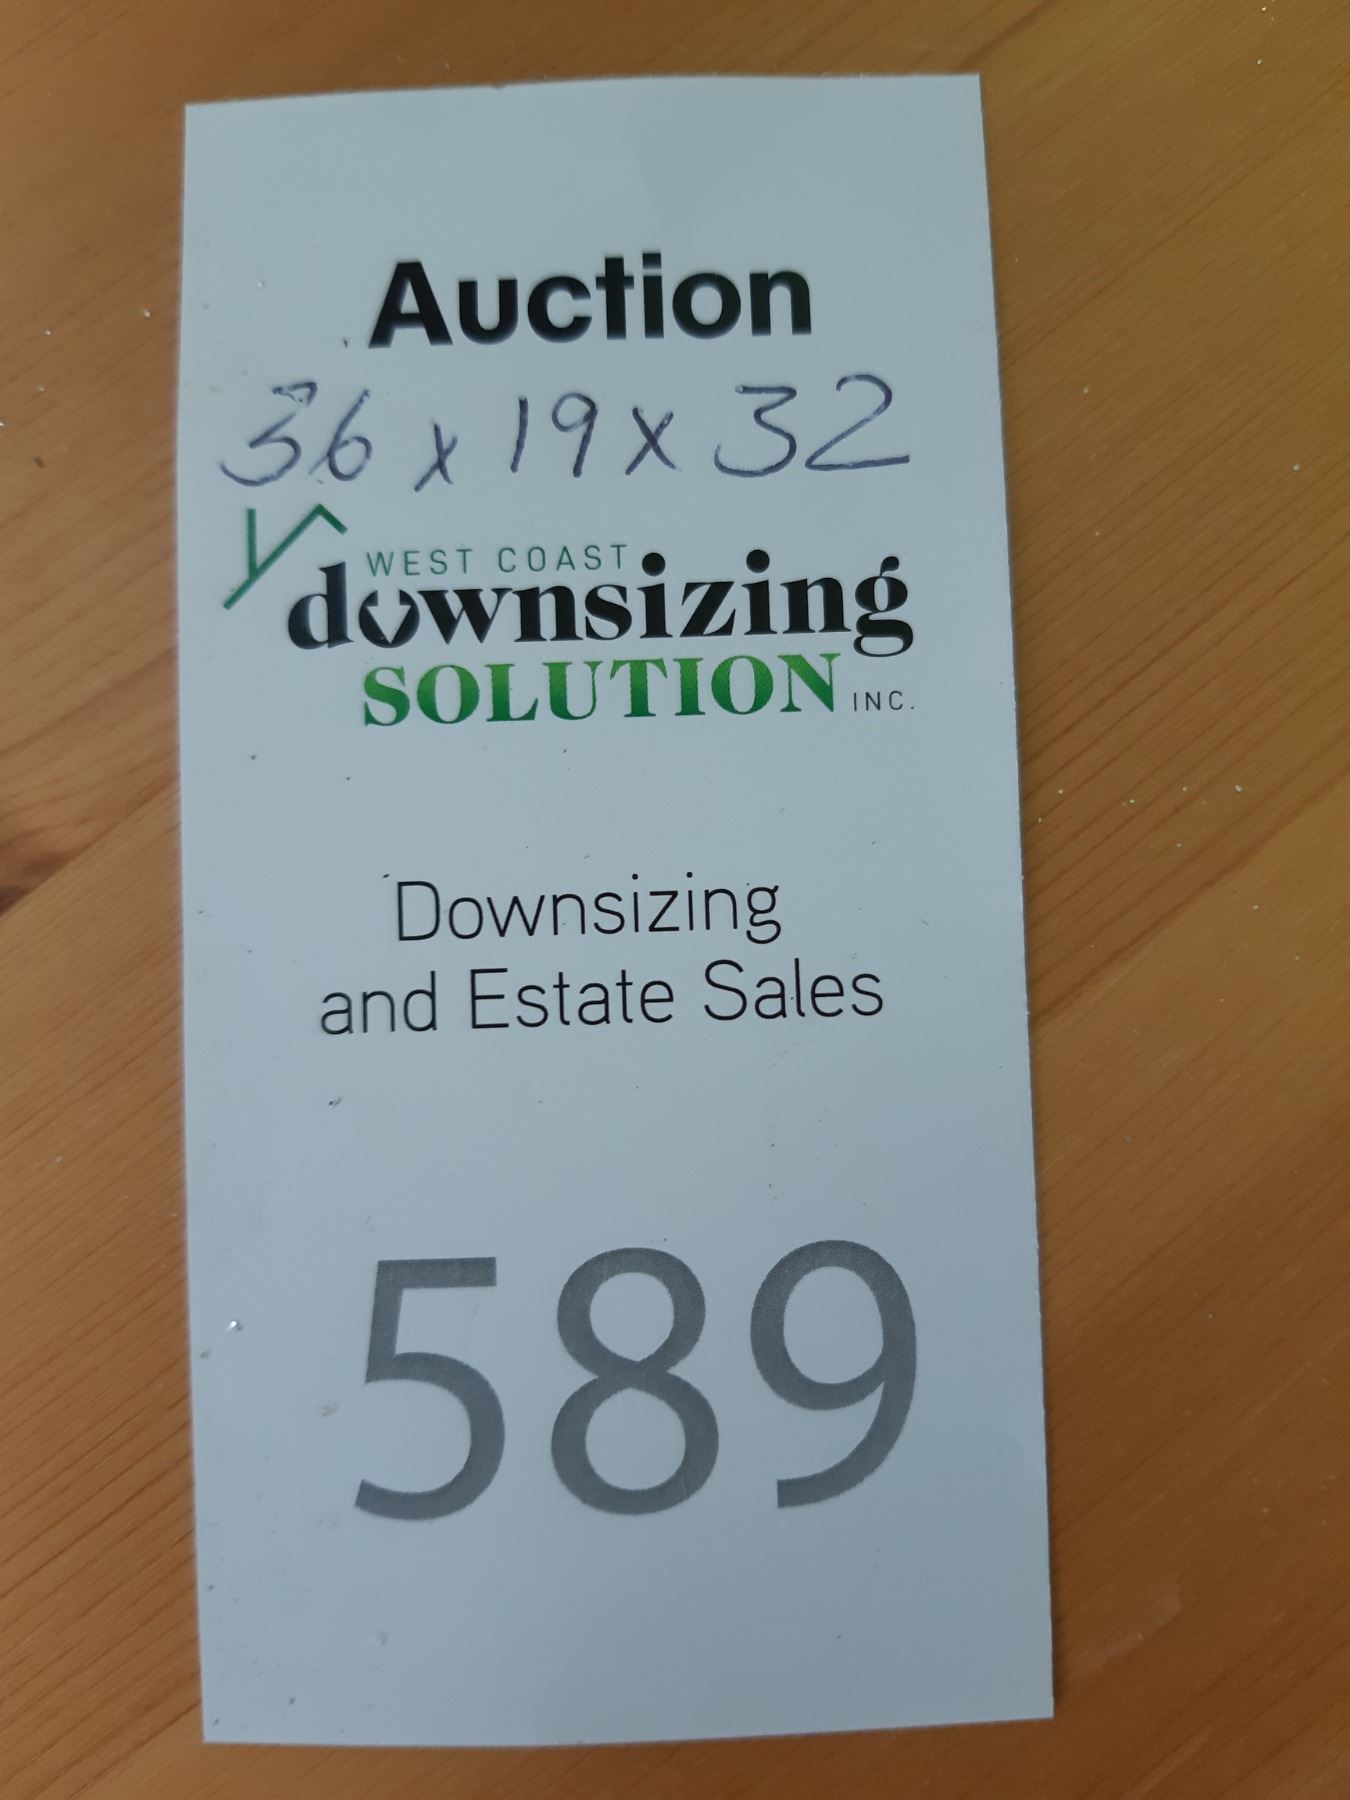 Auction
36 x 19 x 32
WEST COAST
downsizing
SOLUTION INC.
Downsizing
and Estate Sales
589